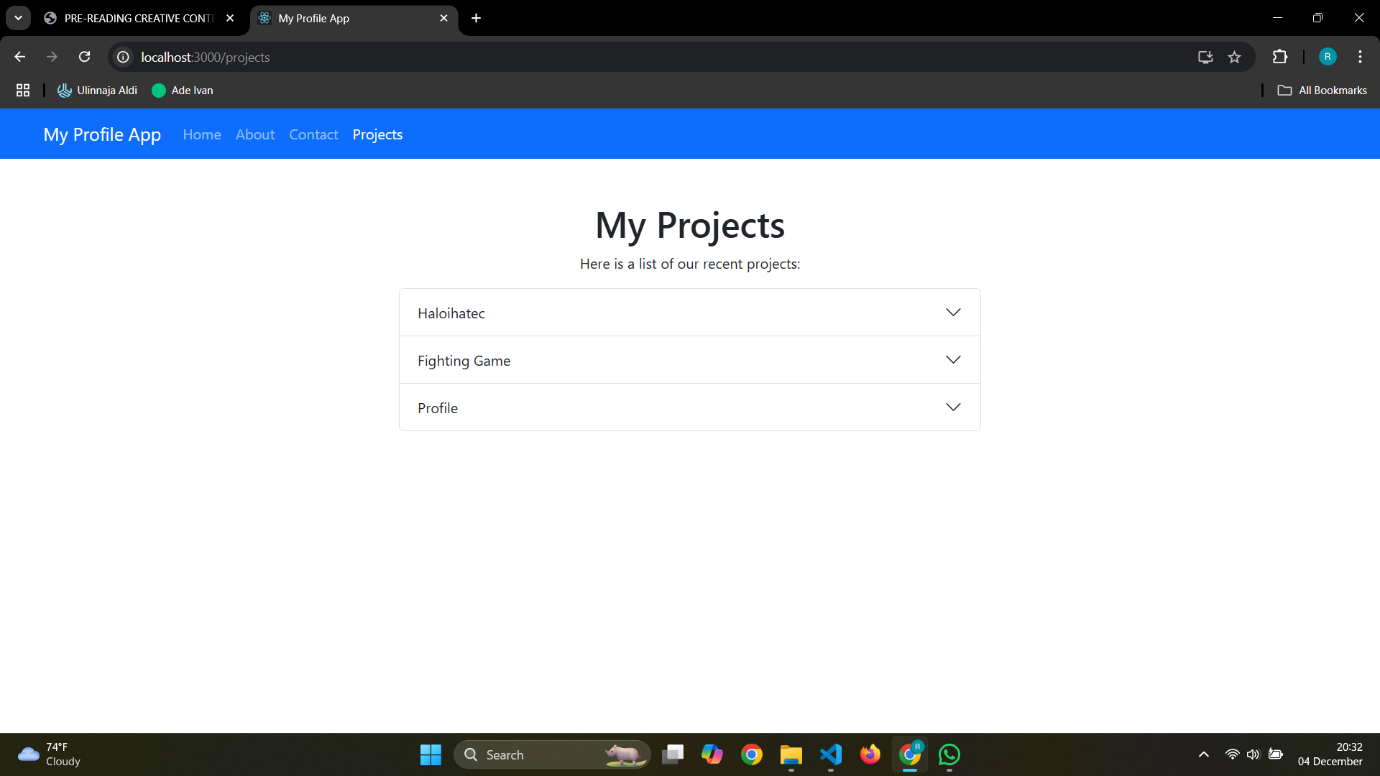 PRE-READING CREATIVE CONT
My Profile App
localhost:3000/projects
R
Ulinnaja Aldi
Ade Ivan
All Bookmarks
My Profile App
Home
About
Contact
Projects
My Projects
Here is a list of our recent projects:
Haloihatec
Fighting Game
Profile
74°F
Cloudy
Search
R
20:32
04 December